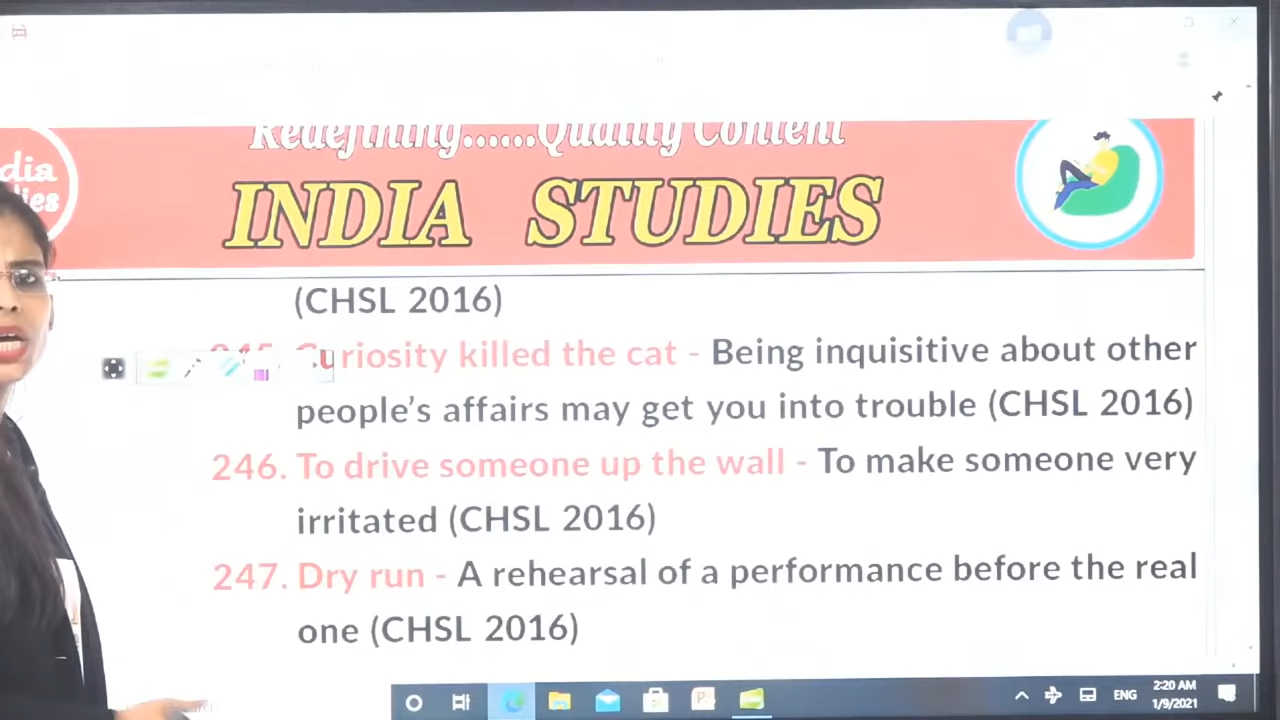 Redefining......Quality Content
dia
ies
INDIA STUDIES
(CHSL 2016)
245. Curiosity killed the cat - Being inquisitive about other
people's affairs may get you into trouble (CHSL 2016)
246. To drive someone up the wall - To make someone very
irritated (CHSL 2016)
247. Dry run - A rehearsal of a performance before the real
one (CHSL 2016)
ENG
2:20 AM
1/9/2021